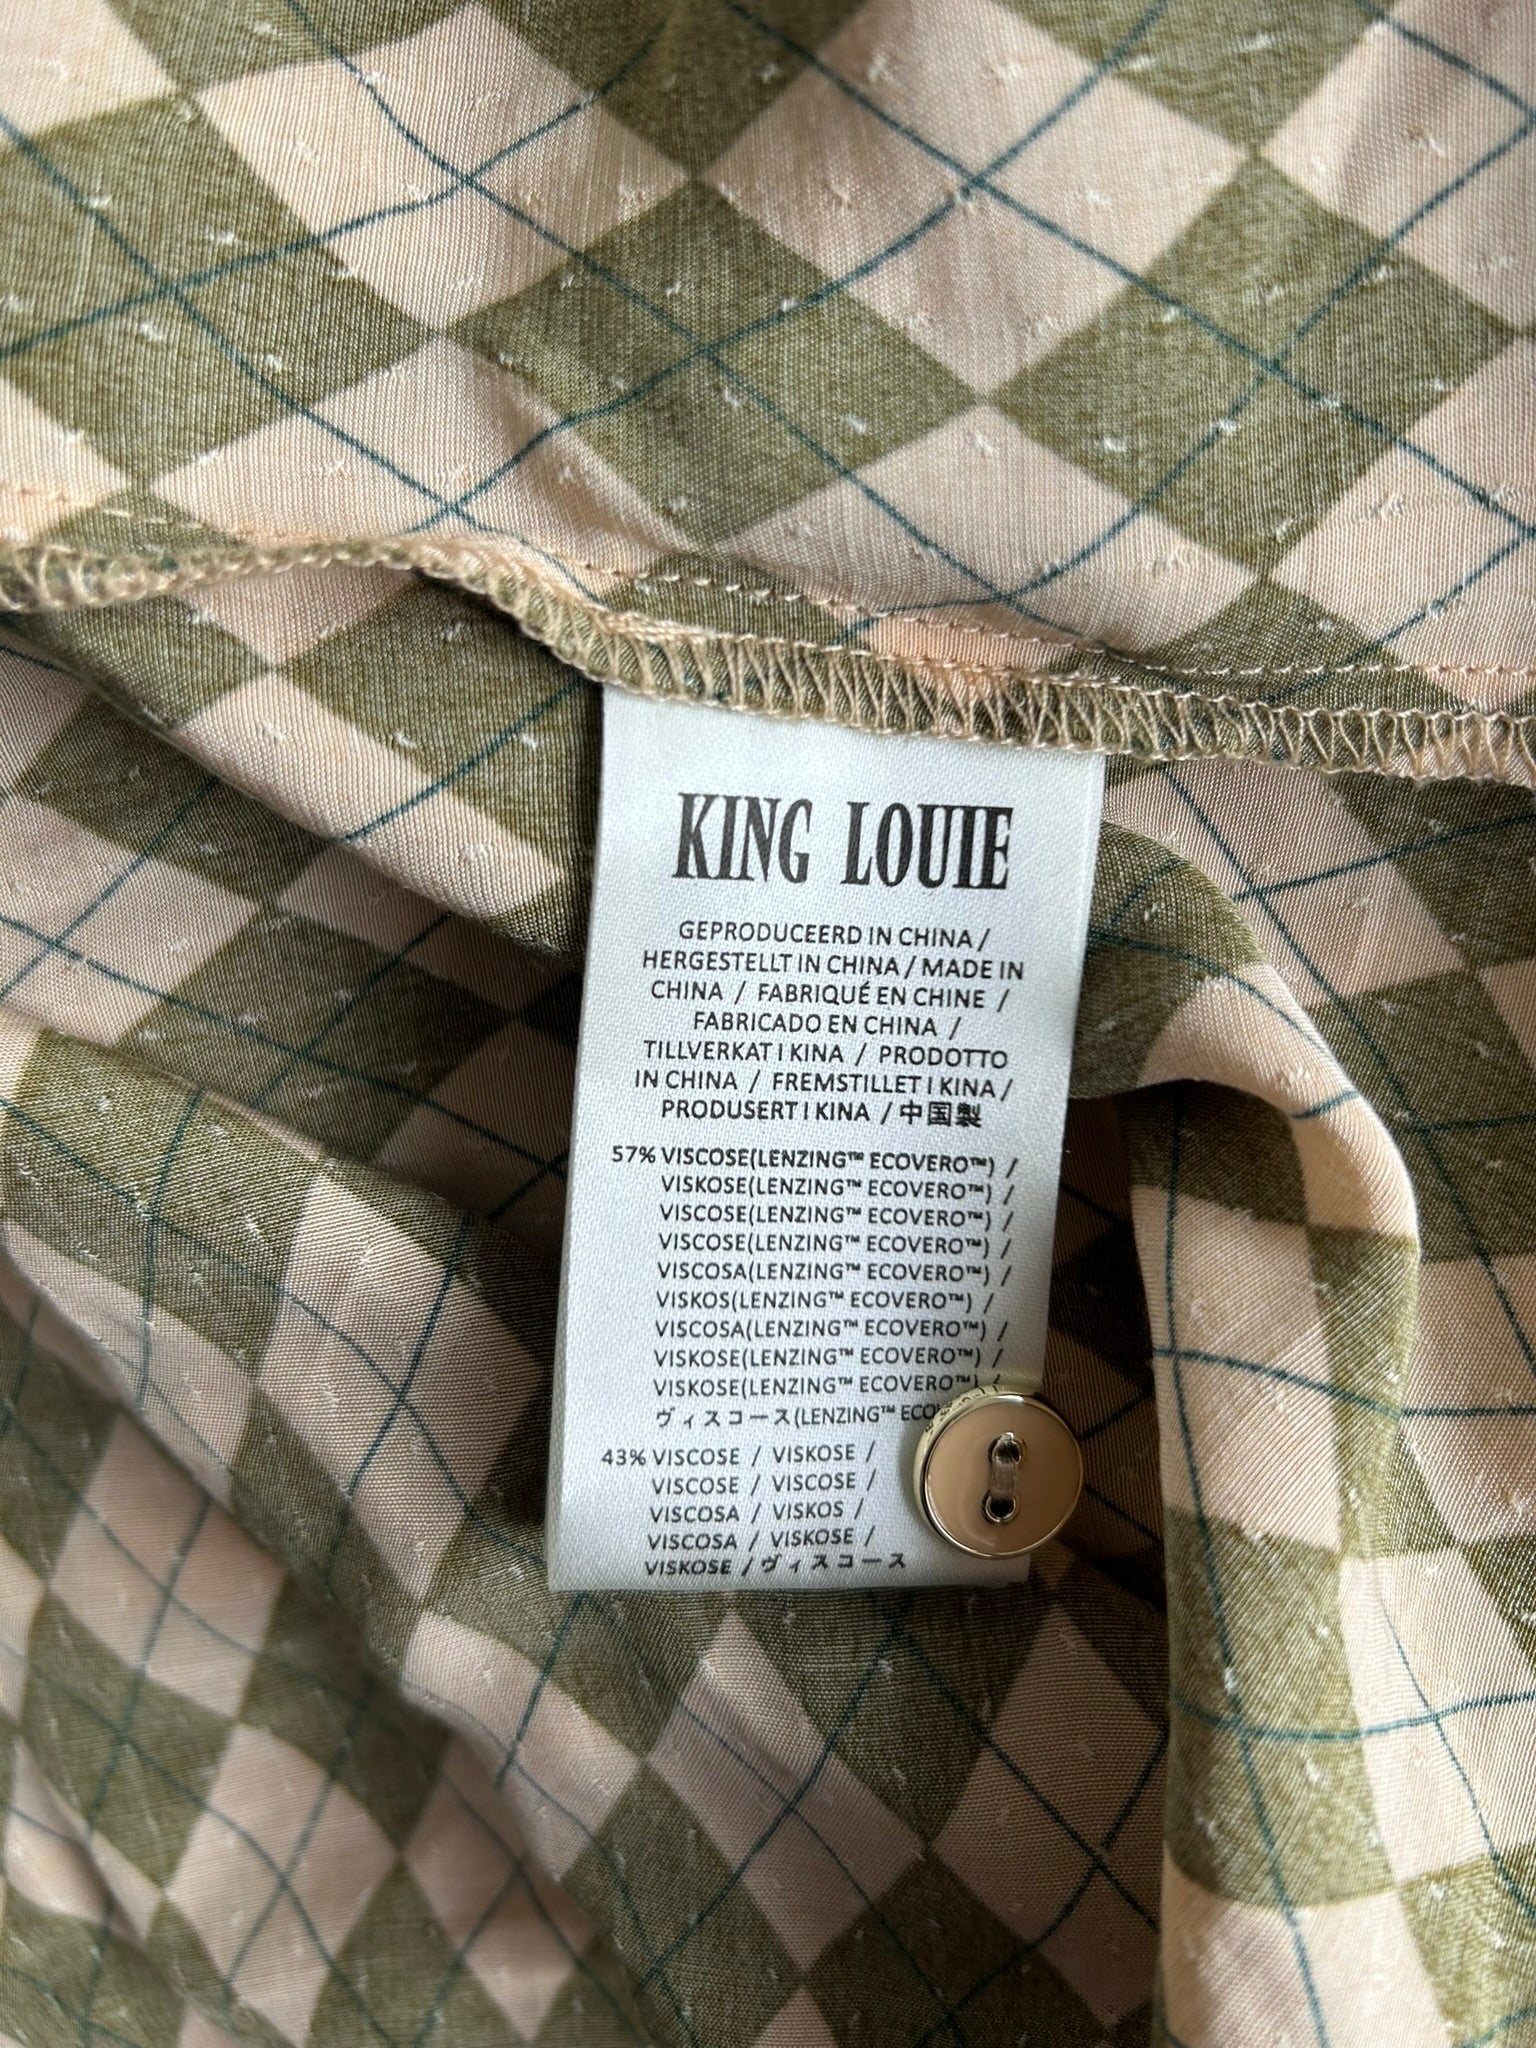 KING LOUIE
GEPRODUCEERD IN CHINA /
HERGESTELLT IN CHINA / MADE IN
CHINA / FABRIQUÉ EN CHINE /
FABRICADO EN CHINA /
TILLVERKAT I KINA / PRODOTTO
IN CHINA / FREMSTILLET I KINA /
PRODUSERT I KINA / 中国製
57% VISCOSE(LENZING™ ECOVERO™) /
VISKOSE(LENZING™ ECOVERO™) /
VISCOSE(LENZING™ ECOVERO™) /
VISCOSE(LENZING™ ECOVERO™) /
VISCOSA(LENZING™ ECOVERO™) /
VISKOS(LENZING™ ECOVERO™) /
VISCOSA(LENZING™ ECOVERO™) /
VISKOSE(LENZING™ ECOVERO™) /
VISKOSE(LENZING™ ECOVERO™) /
ヴィスコース(LENZING™
43% VISCOSE / VISKOSE /
VISCOSE / VISCOSE /
VISCOSA / VISKOS /
VISCOSA / VISKOSE /
VISKOSE / ヴィスコース